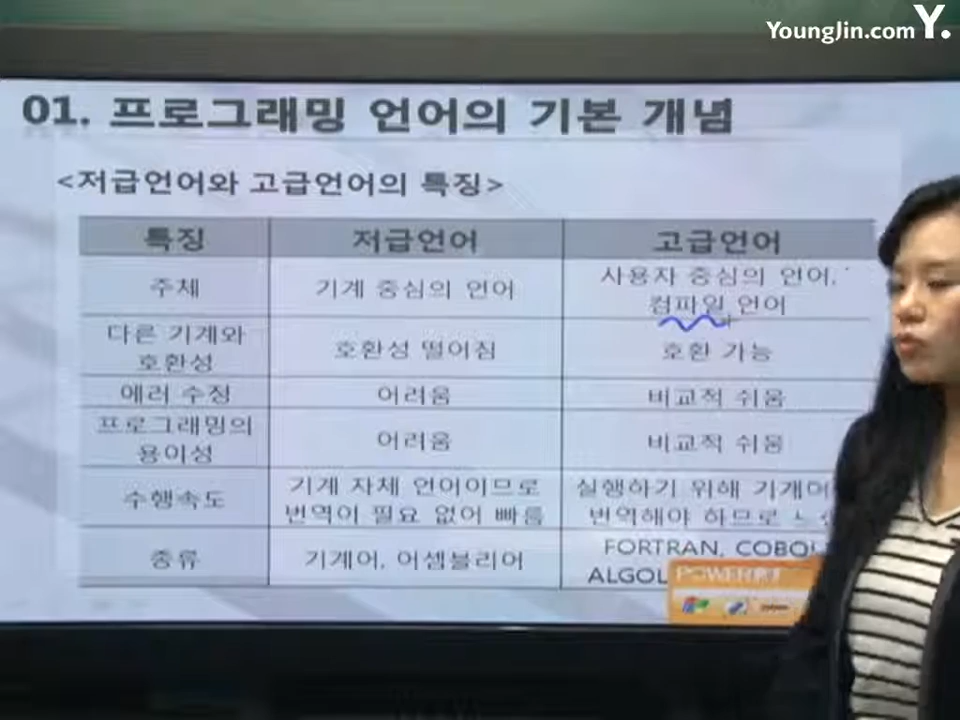 YoungJin.com Y.
01. 프로그래밍 언어의 기본 개념
<저급언어와 고급언어의 특징>
특징 저급언어 고급언어
주체 기계 중심의 언어 사용자 중심의 언어,
컴파일 언어
다른 기계와
호환성 호환성 떨어짐 호환 가능
에러 수정 어려움 비교적 쉬움
프로그래밍의
용이성 어려움 비교적 쉬움
수행속도 기계 자체 언어이므로
번역이 필요 없어 빠름
실행하기 위해
번역해야 하므로
종류 기계어, 어셈블리어 FORTRAN,